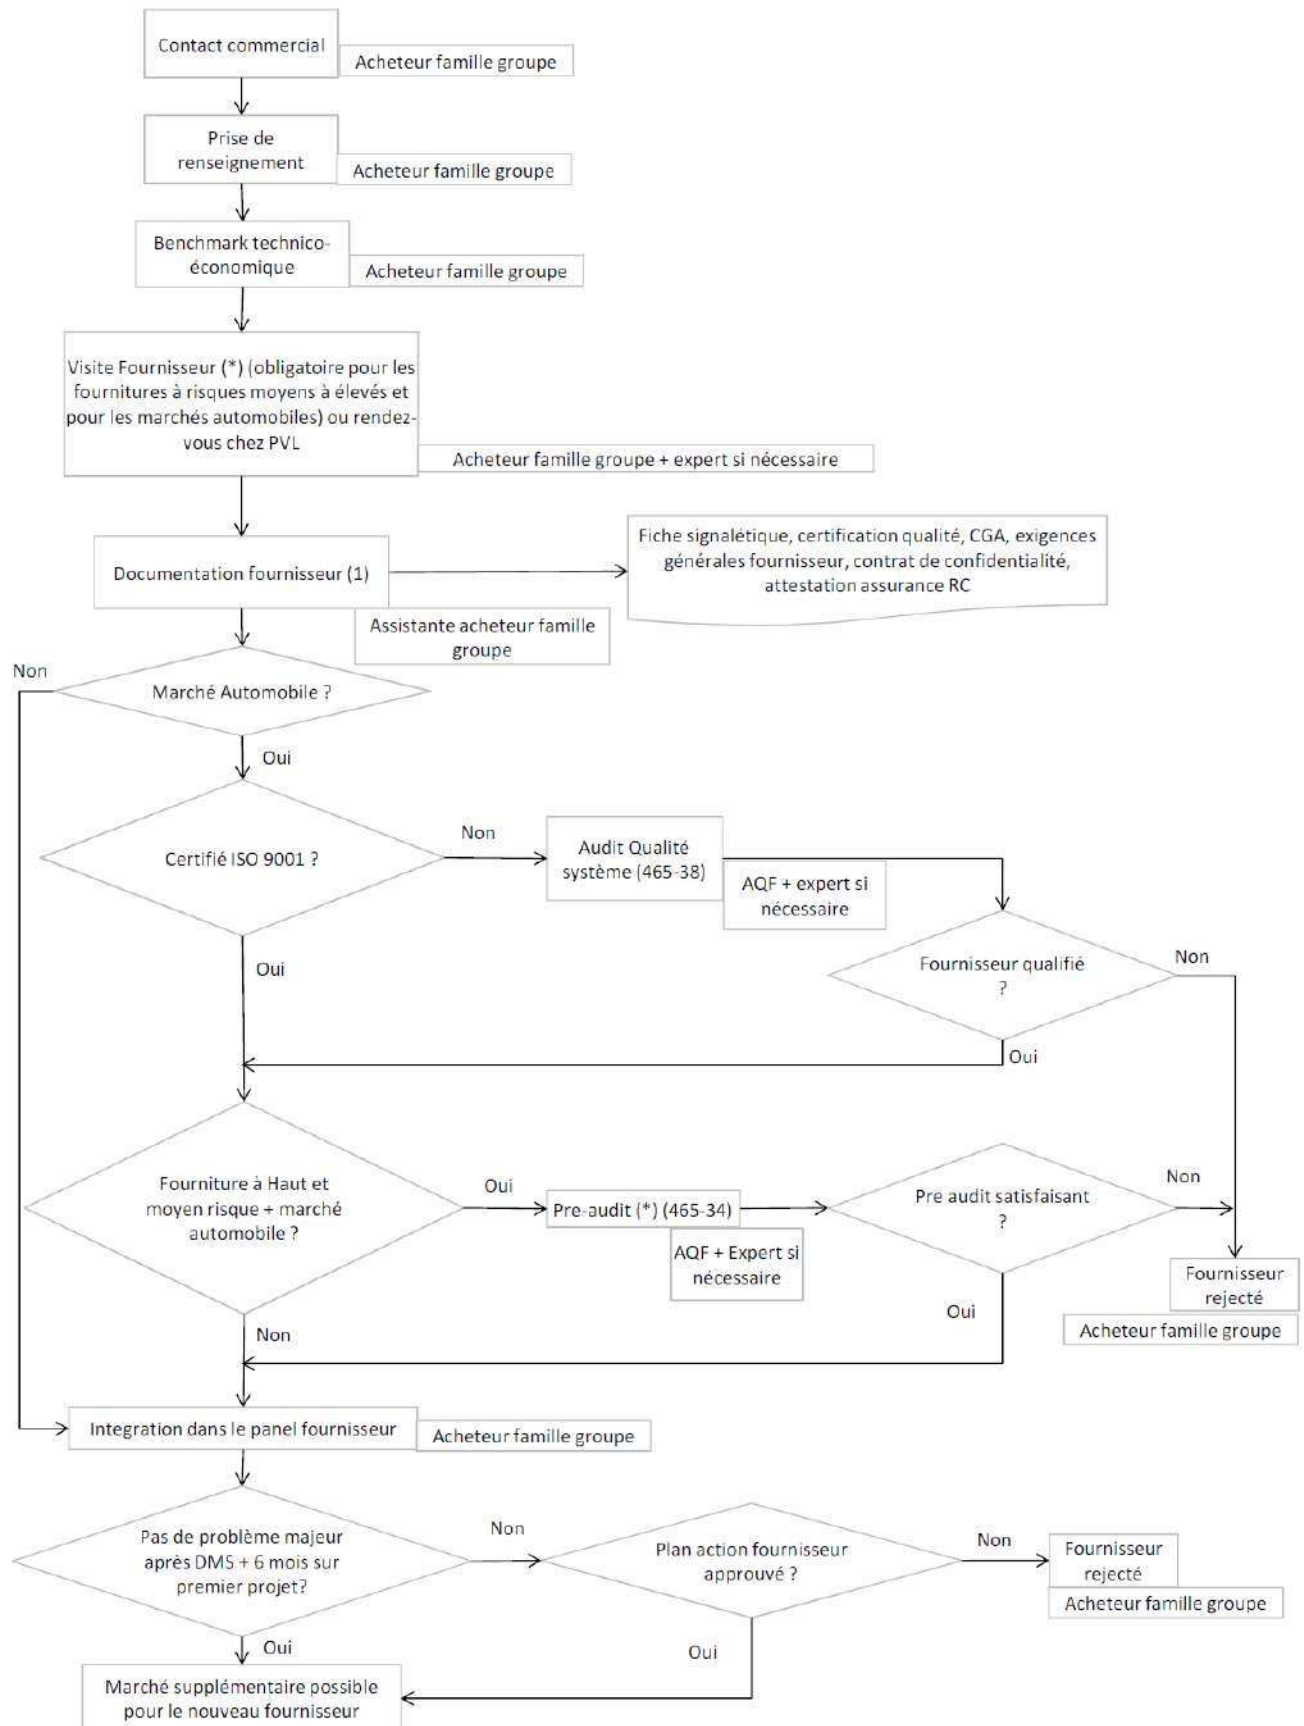 Contact commercial
Acheteur famille groupe
Prise de
renseignement
Acheteur famille groupe
Benchmark technico-
économique
Acheteur famille groupe
Visite Fournisseur (*) (obligatoire pour les
fournitures à risques moyens à élevés et
pour les marchés automobiles) ou rendez-
vous chez PVL
Acheteur famille groupe + expert si nécessaire
Documentation fournisseur (1)
Fiche signalétique, certification qualité, CGA, exigences
générales fournisseur, contrat de confidentialité,
attestation assurance RC
Assistante acheteur famille
groupe
Non
Marché Automobile ?
Oui
Certifié ISO 9001 ?
Non
Audit Qualité
système (465-38)
AQF + expert si
nécessaire
Oui
Fournisseur qualifié
?
Non
Oui
Fourniture à Haut et
moyen risque + marché
automobile ?
Oui
Pre-audit (*) (465-34)
AQF + Expert si
nécessaire
Pre audit satisfaisant
?
Non
Fournisseur
rejecté
Acheteur famille groupe
Oui
Non
Integration dans le panel fournisseur
Acheteur famille groupe
Pas de problème majeur
après DMS + 6 mois sur
premier projet?
Non
Plan action fournisseur
approuvé ?
Non
Fournisseur
rejecté
Acheteur famille groupe
Oui
Oui
Marché supplémentaire possible
pour le nouveau fournisseur